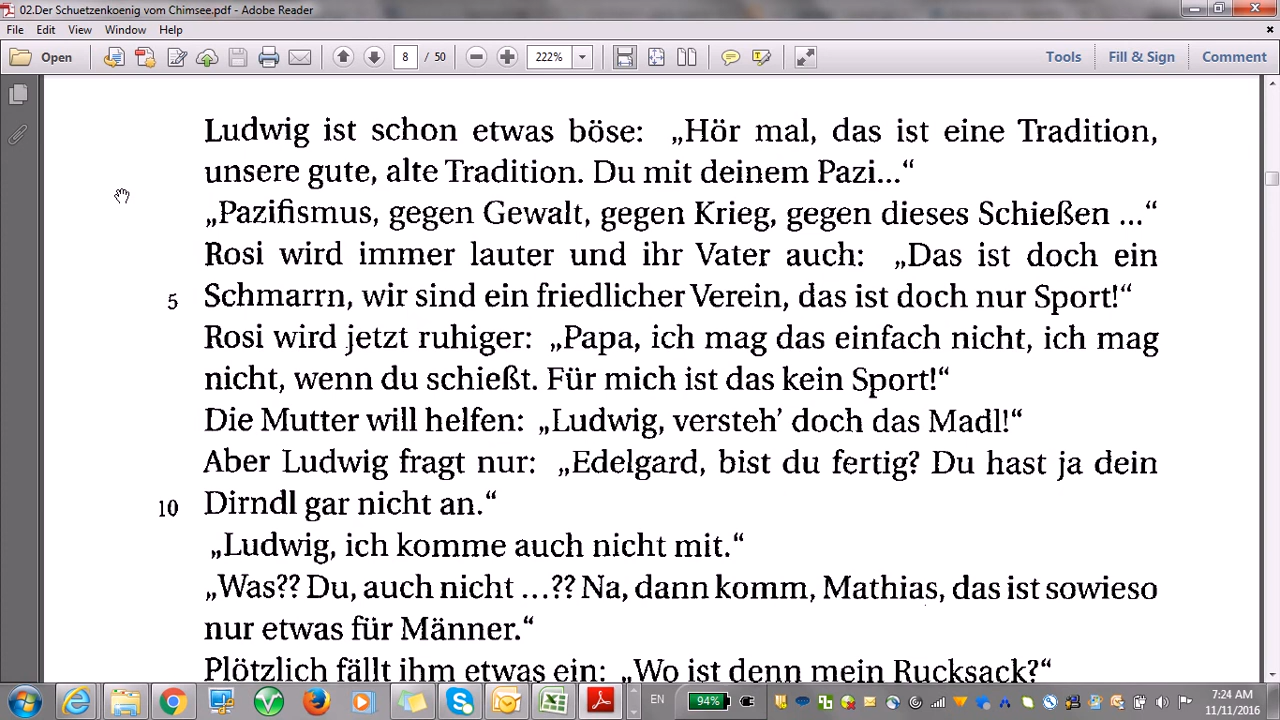 02.Der Schuetzenkoenig vom Chimsee.pdf - Adobe Reader
File Edit View Window Help
Open 8 / 50 222% Tools Fill & Sign Comment
Ludwig ist schon etwas böse: „Hör mal, das ist eine Tradition,
unsere gute, alte Tradition. Du mit deinem Pazi...“
„Pazifismus, gegen Gewalt, gegen Krieg, gegen dieses Schießen ...“
Rosi wird immer lauter und ihr Vater auch: „Das ist doch ein
5 Schmarrn, wir sind ein friedlicher Verein, das ist doch nur Sport!“
Rosi wird jetzt ruhiger: „Papa, ich mag das einfach nicht, ich mag
nicht, wenn du schießt. Für mich ist das kein Sport!“
Die Mutter will helfen: „Ludwig, versteh’ doch das Madl!“
Aber Ludwig fragt nur: „Edelgard, bist du fertig? Du hast ja dein
10 Dirndl gar nicht an.“
„Ludwig, ich komme auch nicht mit.“
„Was?? Du, auch nicht ...?? Na, dann komm, Mathias, das ist sowieso
nur etwas für Männer.“
Plötzlich fällt ihm etwas ein: „Wo ist denn mein Rucksack?“
EN 94% 7:24 AM
11/11/2016